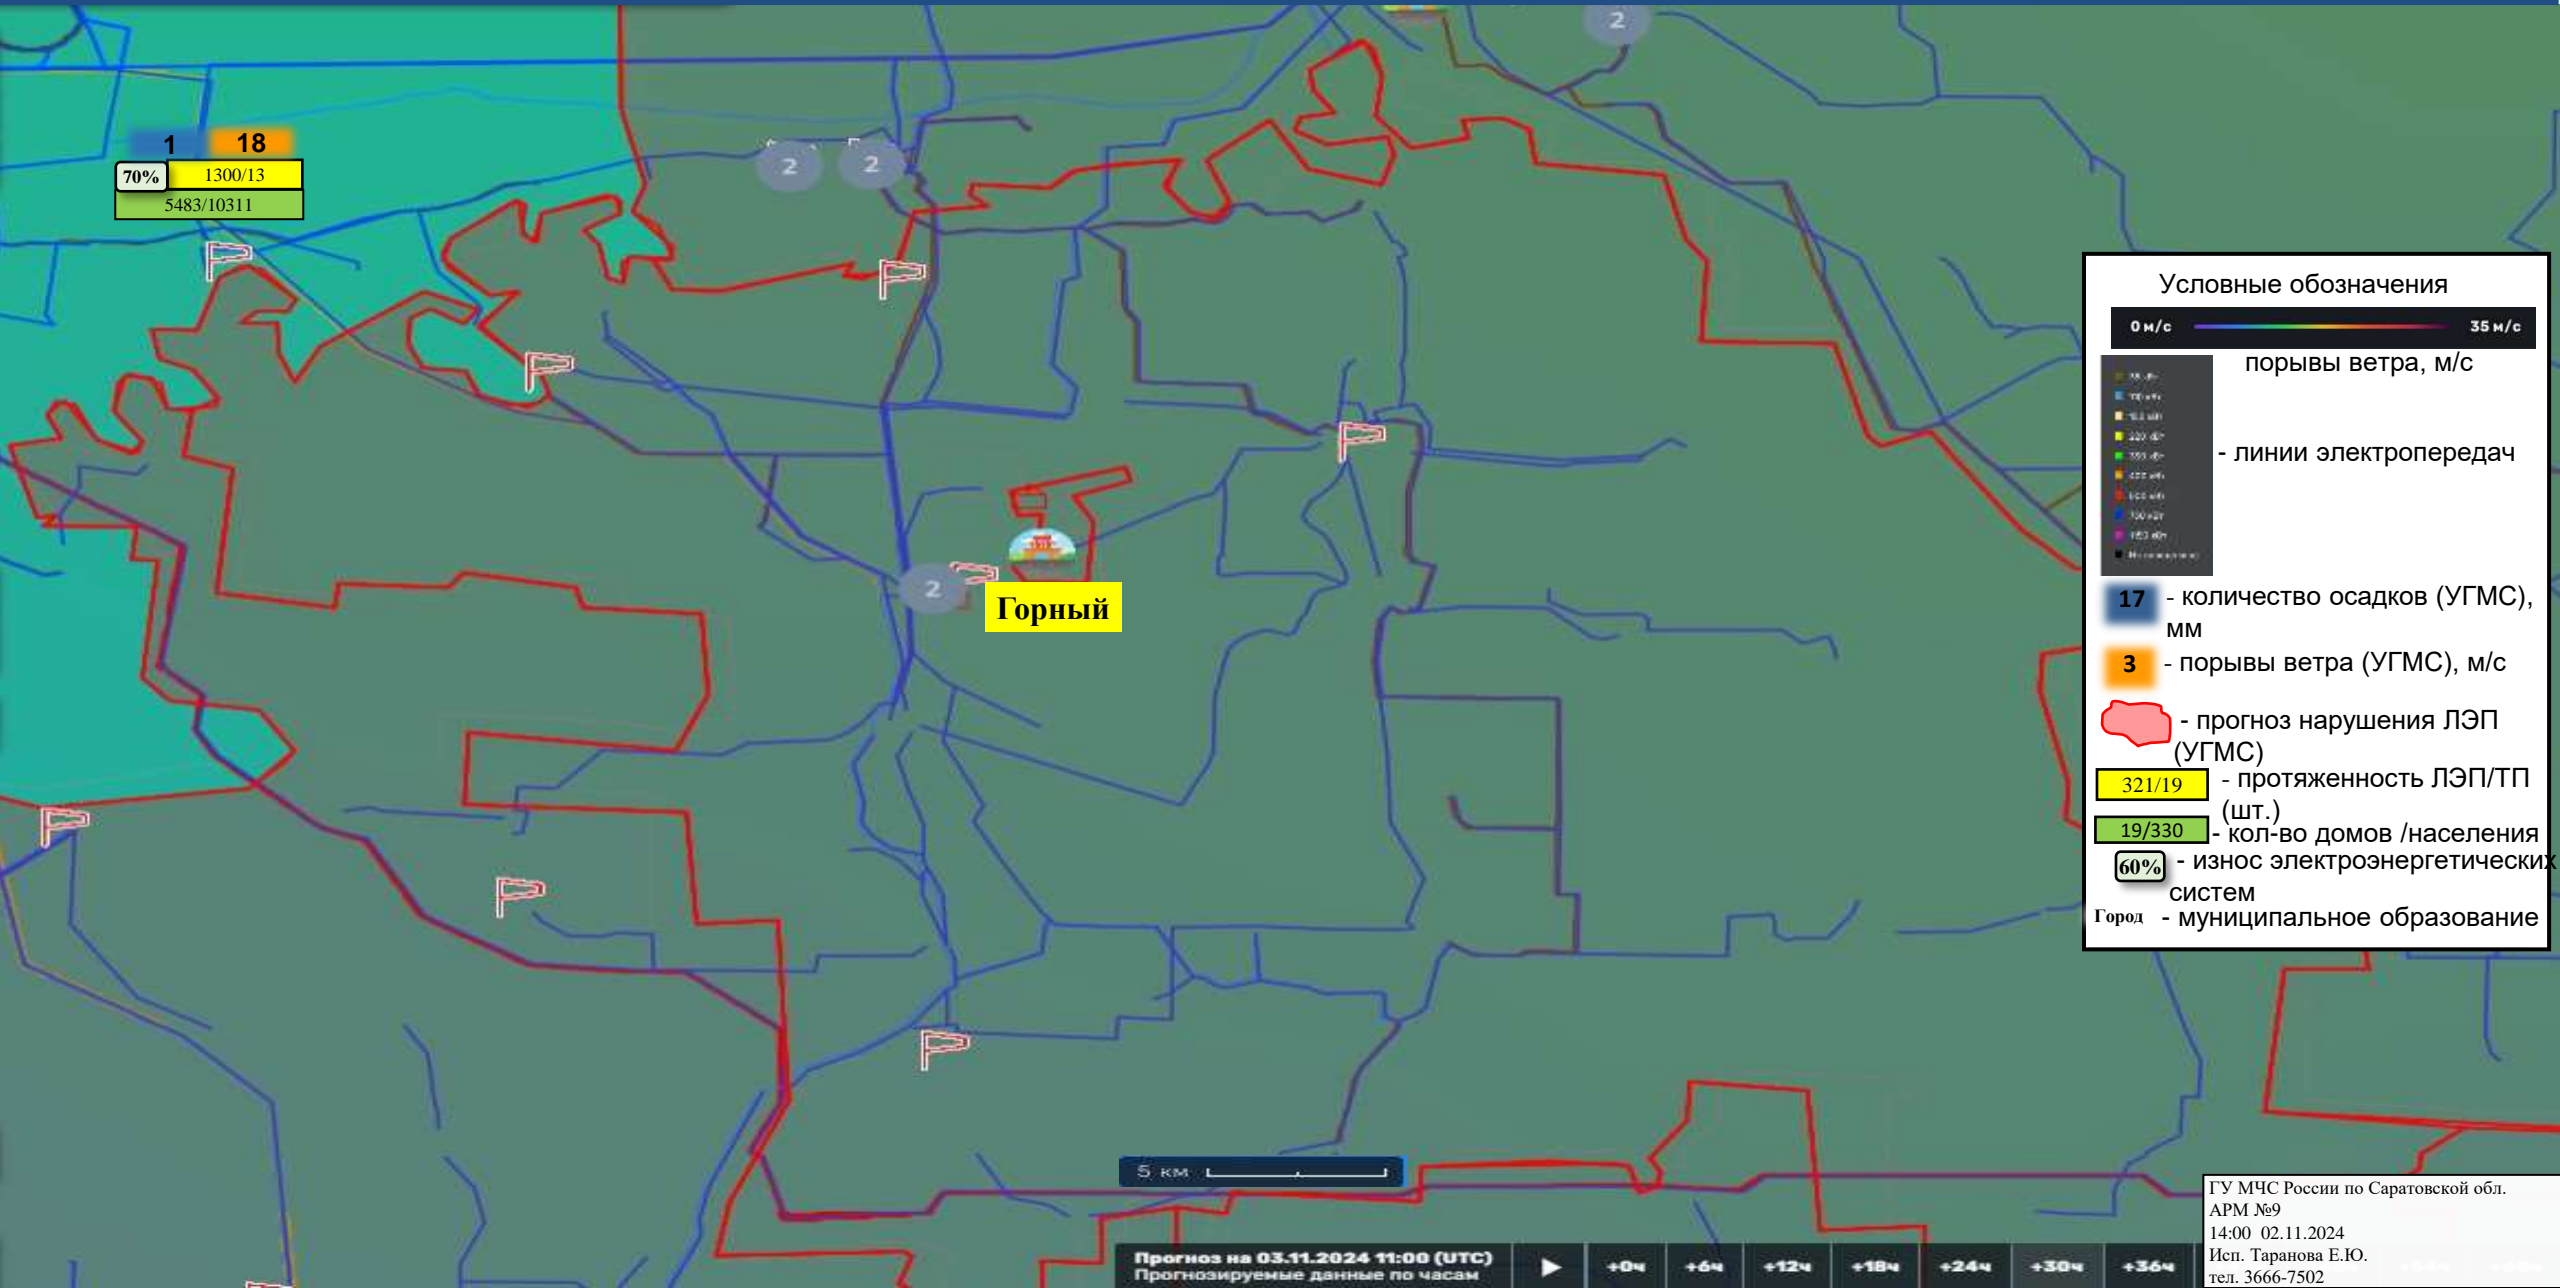 2
1
18
70%
1300/13
5483/10311
2
2
2
Горный
Условные обозначения
0 м/с
35 м/с
порывы ветра, м/с
- линии электропередач
17
- количество осадков (УГМС),
мм
3
- порывы ветра (УГМС), м/с
- прогноз нарушения ЛЭП
(УГМС)
321/19
- протяженность ЛЭП/ТП
(шт.)
19/330
- кол-во домов /населения
60%
- износ электроэнергетических
систем
Город
- муниципальное образование
5 км
Прогноз на 03.11.2024 11:00 (UTC)
Прогнозируемые данные по часам
+0ч
+6ч
+12ч
+18ч
+24ч
+30ч
+36ч
ГУ МЧС России по Саратовской обл.
АРМ №9
14:00 02.11.2024
Исп. Таранова Е.Ю.
тел. 3666-7502